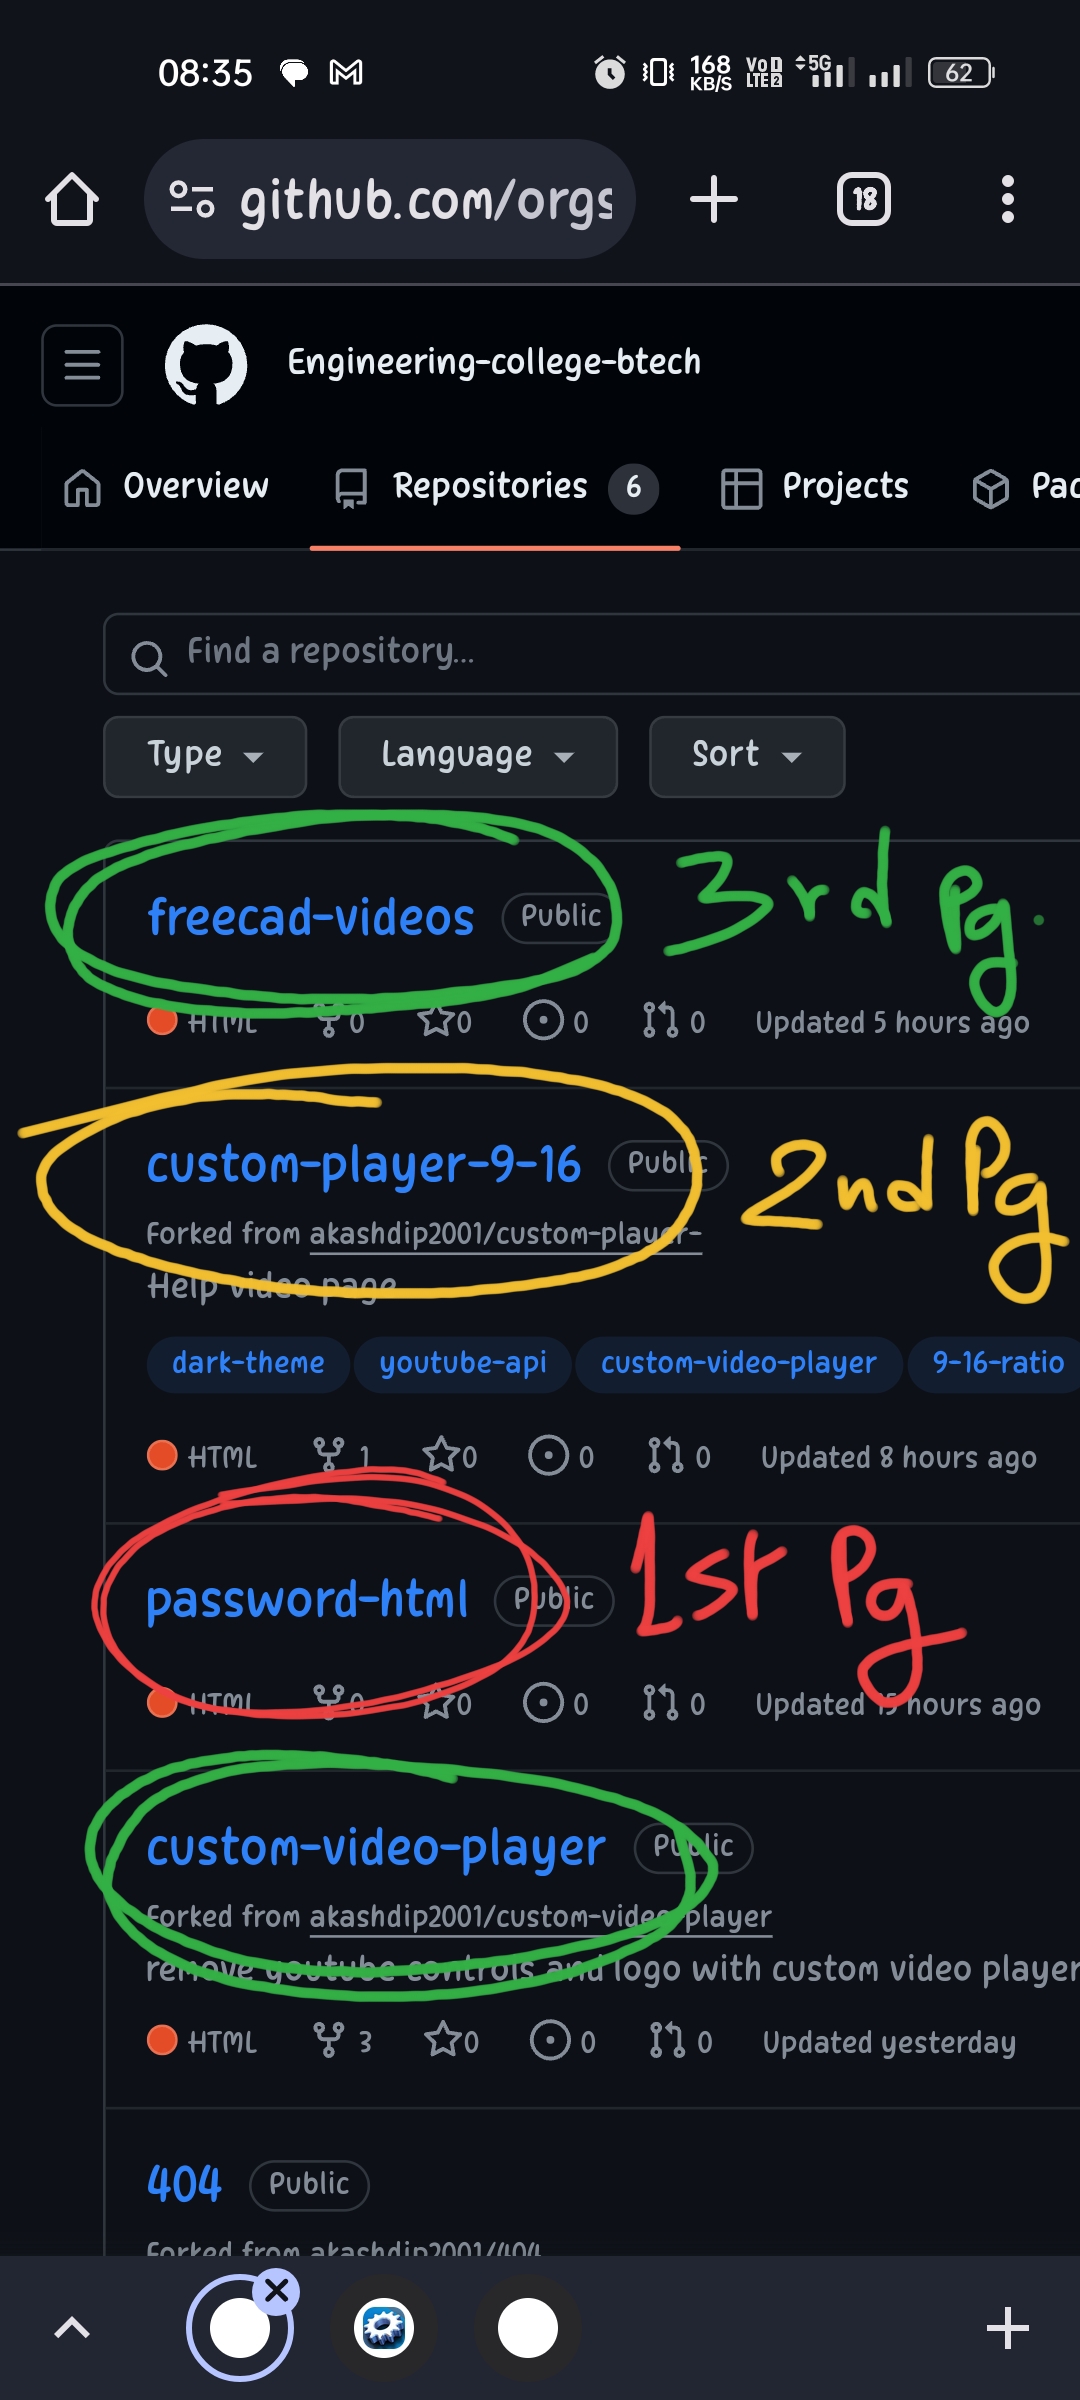 08:35 168 KB/S VoD LTE2 5G 62
github.com/orgs
18
Engineering-college-btech
Overview Repositories 6 Projects
Find a repository...
Type Language Sort
freecad-videos Public 3rd Pg.
HTML 0 0 0 0 Updated 5 hours ago
custom-player-9-16 Public 2nd Pg
Forked from akashdip2001/custom-player-
Help video page
dark-theme youtube-api custom-video-player 9-16-ratio
HTML 1 0 0 0 Updated 8 hours ago
password-html Public 1st Pg
HTML 0 0 0 0 Updated 15 hours ago
custom-video-player Public
Forked from akashdip2001/custom-video-player
remove youtube controls and logo with custom video player
HTML 3 0 0 0 Updated yesterday
404 Public
Forked from akashdip2001/404